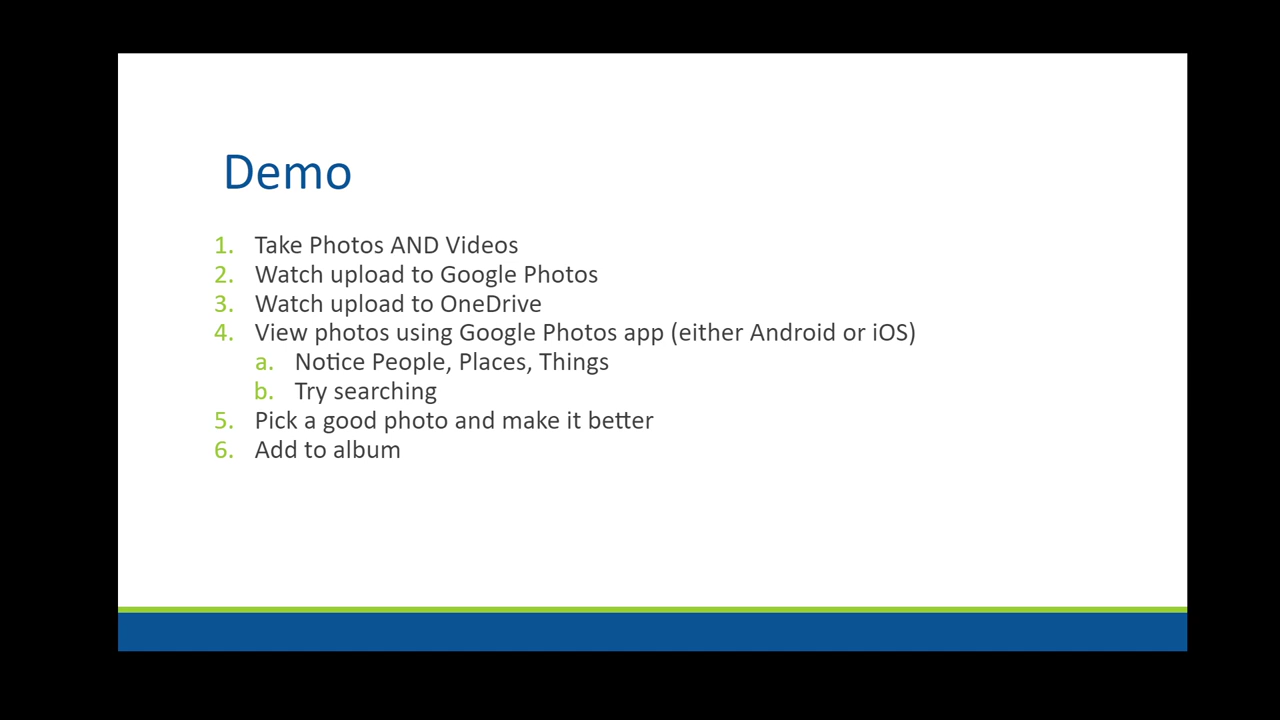 Demo
1. Take Photos AND Videos
2. Watch upload to Google Photos
3. Watch upload to OneDrive
4. View photos using Google Photos app (either Android or iOS)
a. Notice People, Places, Things
b. Try searching
5. Pick a good photo and make it better
6. Add to album